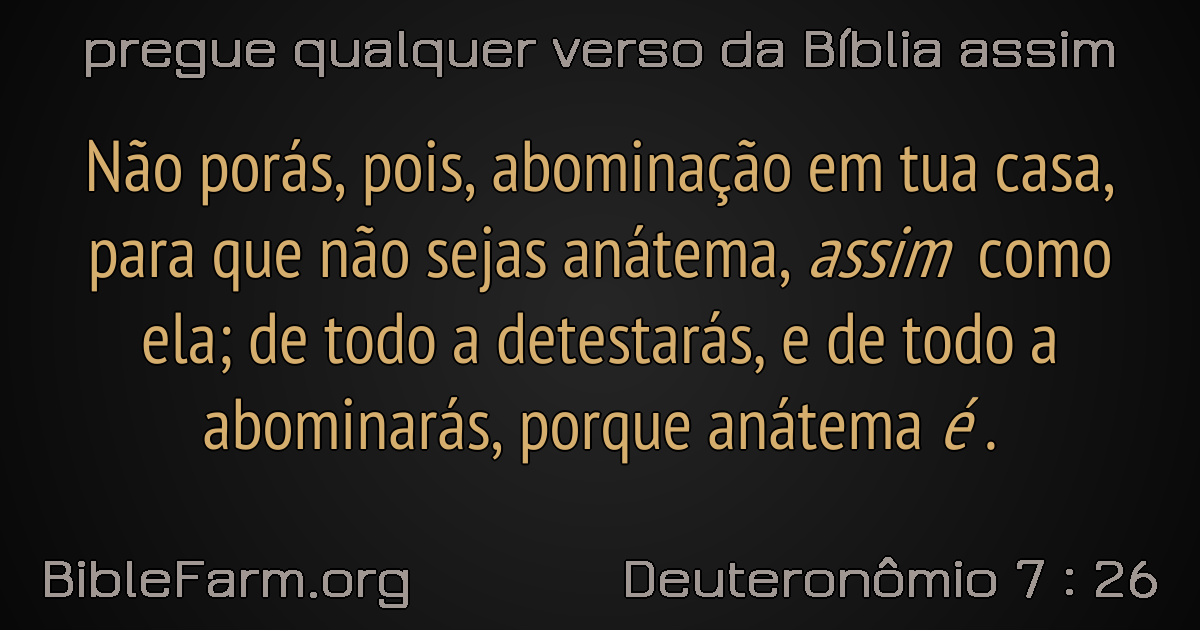 pregue qualquer verso da Bíblia assim
Não porás, pois, abominação em tua casa,
para que não sejas anátema, assim como
ela; de todo a detestarás, e de todo a
abominarás, porque anátema é .
BibleFarm.org
Deuteronômio 7 : 26